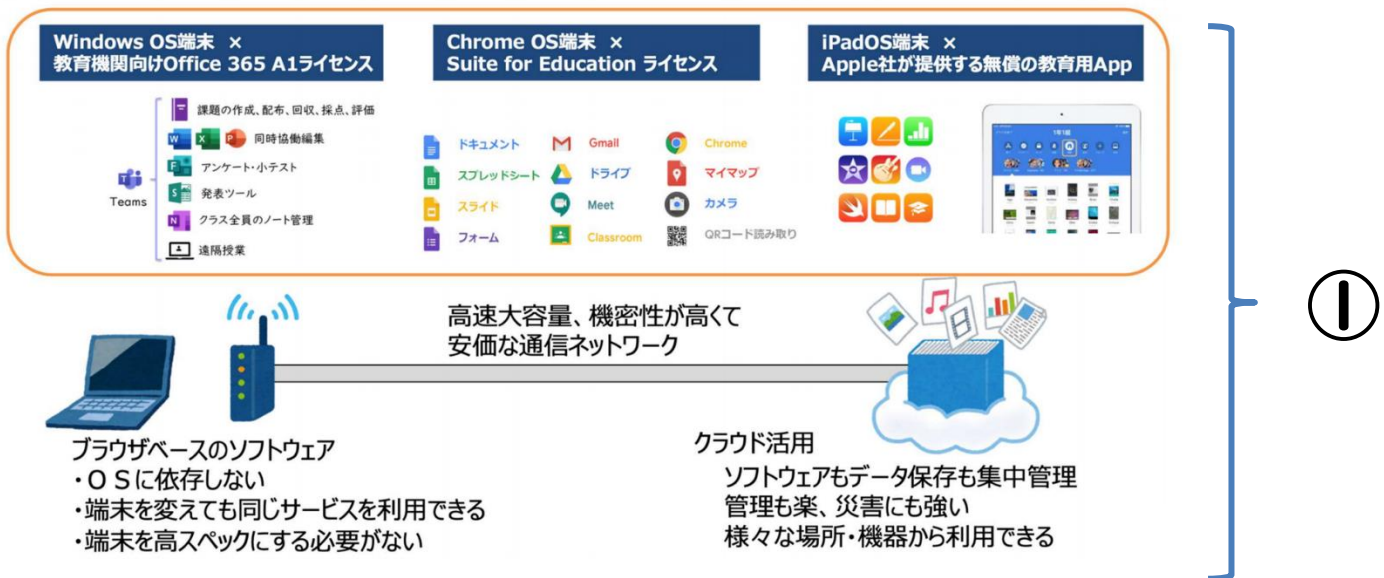 Windows OS端末 ×
教育機関向けOffice 365 A1ライセンス
Teams
課題の作成、配布、回収、採点、評価
同時協働編集
アンケート・小テスト
発表ツール
クラス全員のノート管理
遠隔授業
Chrome OS端末 ×
Suite for Education ライセンス
ドキュメント
Gmail
Chrome
スプレッドシート
ドライブ
マイマップ
スライド
Meet
カメラ
フォーム
Classroom
QRコード読み取り
iPadOS端末 ×
Apple社が提供する無償の教育用App
①
高速大容量、機密性が高くて
安価な通信ネットワーク
ブラウザベースのソフトウェア
・ＯＳに依存しない
・端末を変えても同じサービスを利用できる
・端末を高スペックにする必要がない
クラウド活用
ソフトウェアもデータ保存も集中管理
管理も楽、災害にも強い
様々な場所・機器から利用できる